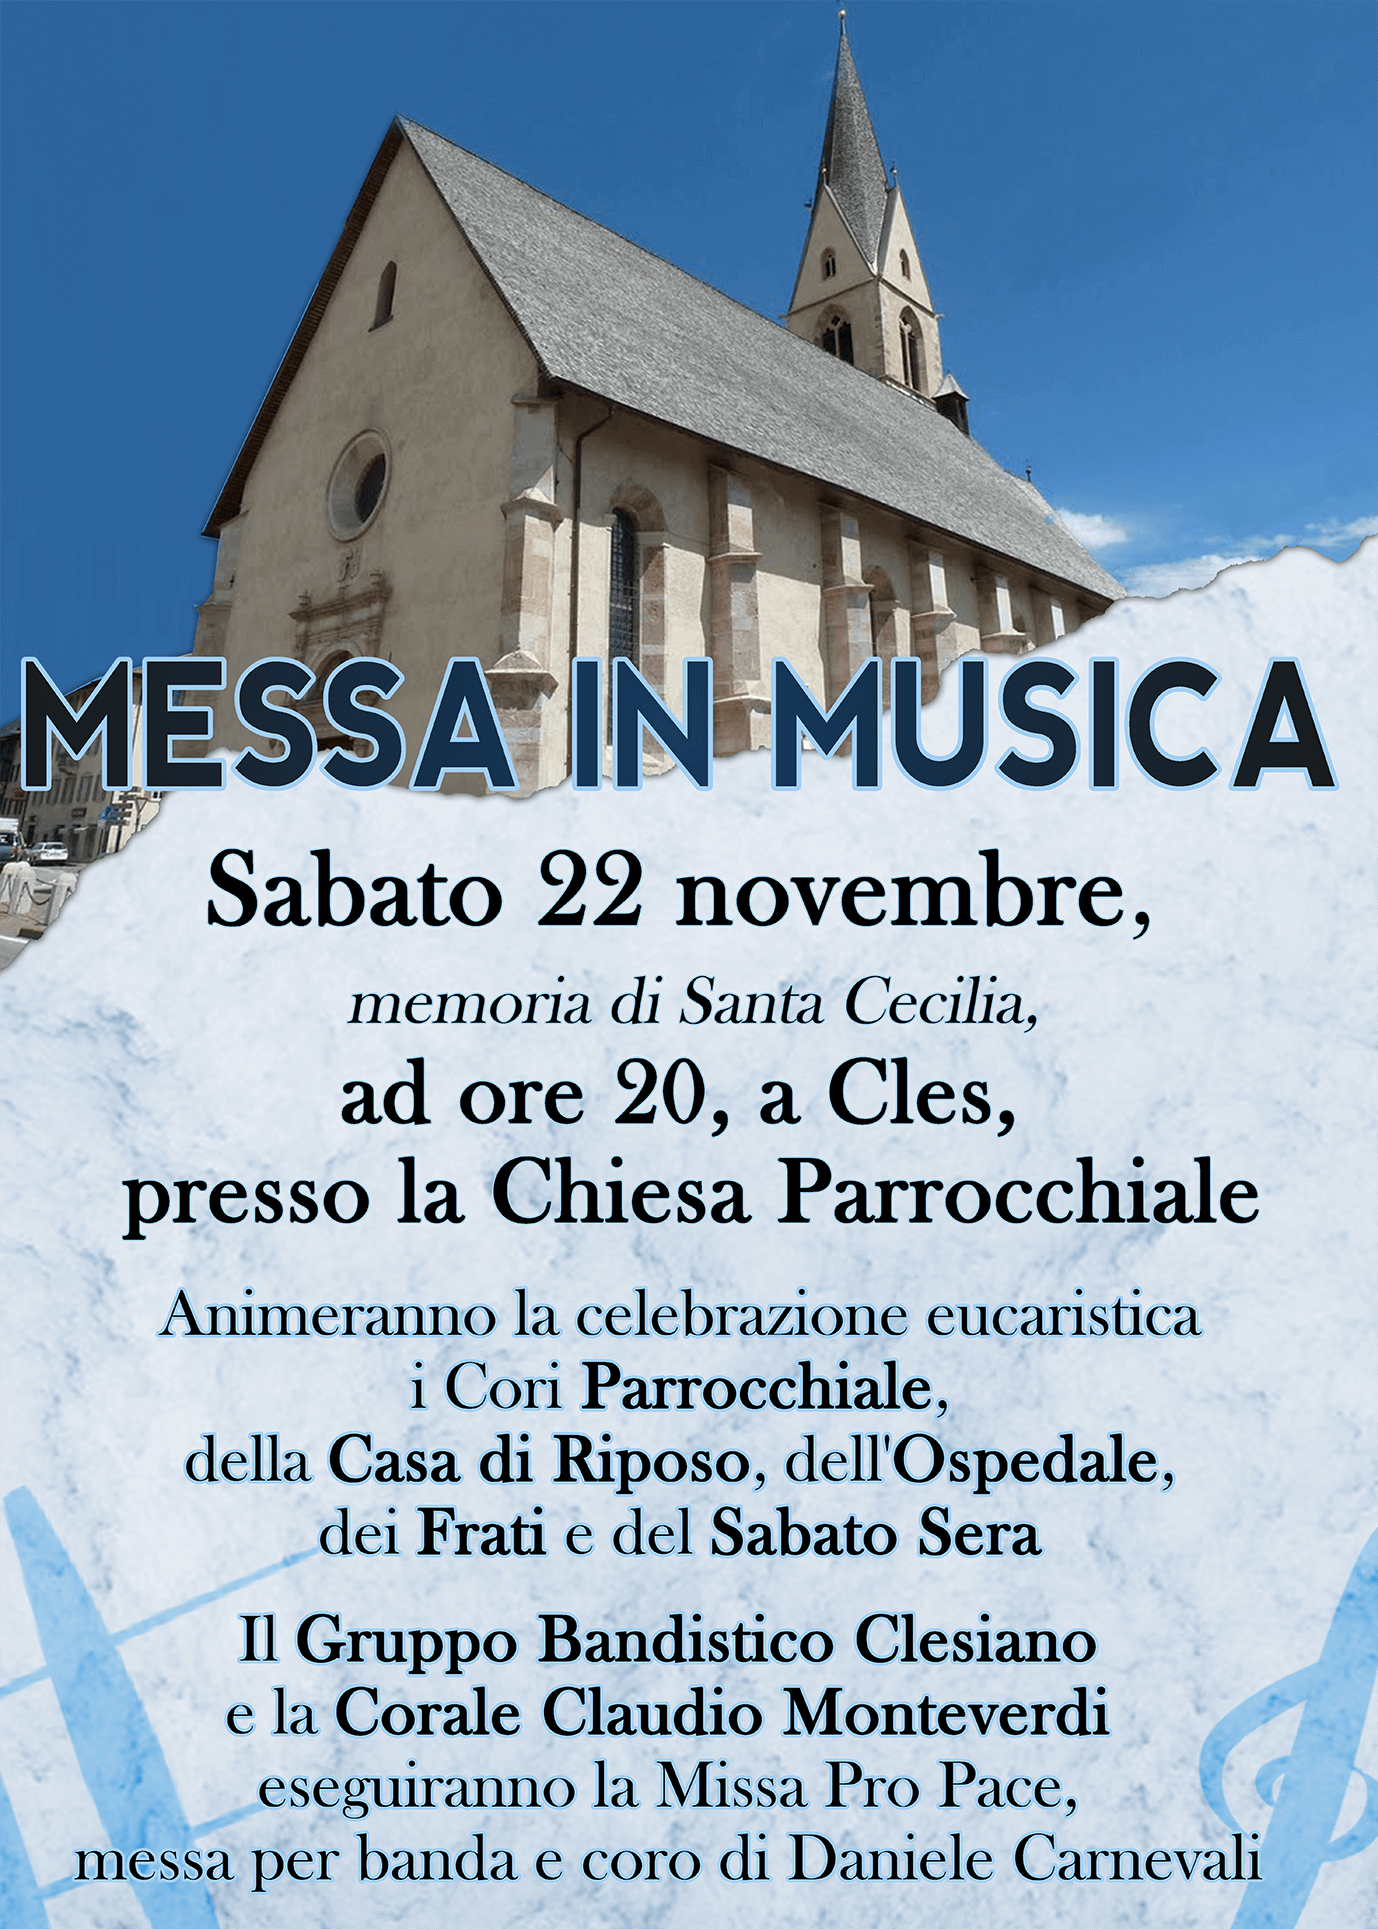 MESSA IN MUSICA
Sabato 22 novembre,
memoria di Santa Cecilia,
ad ore 20, a Cles,
presso la Chiesa Parrocchiale
Animeranno la celebrazione eucaristica
i Cori Parrocchiale,
della Casa di Riposo, dell'Ospedale,
dei Frati e del Sabato Sera
Il Gruppo Bandistico Clesiano
e la Corale Claudio Monteverdi
eseguiranno la Missa Pro Pace,
messa per banda e coro di Daniele Carnevali